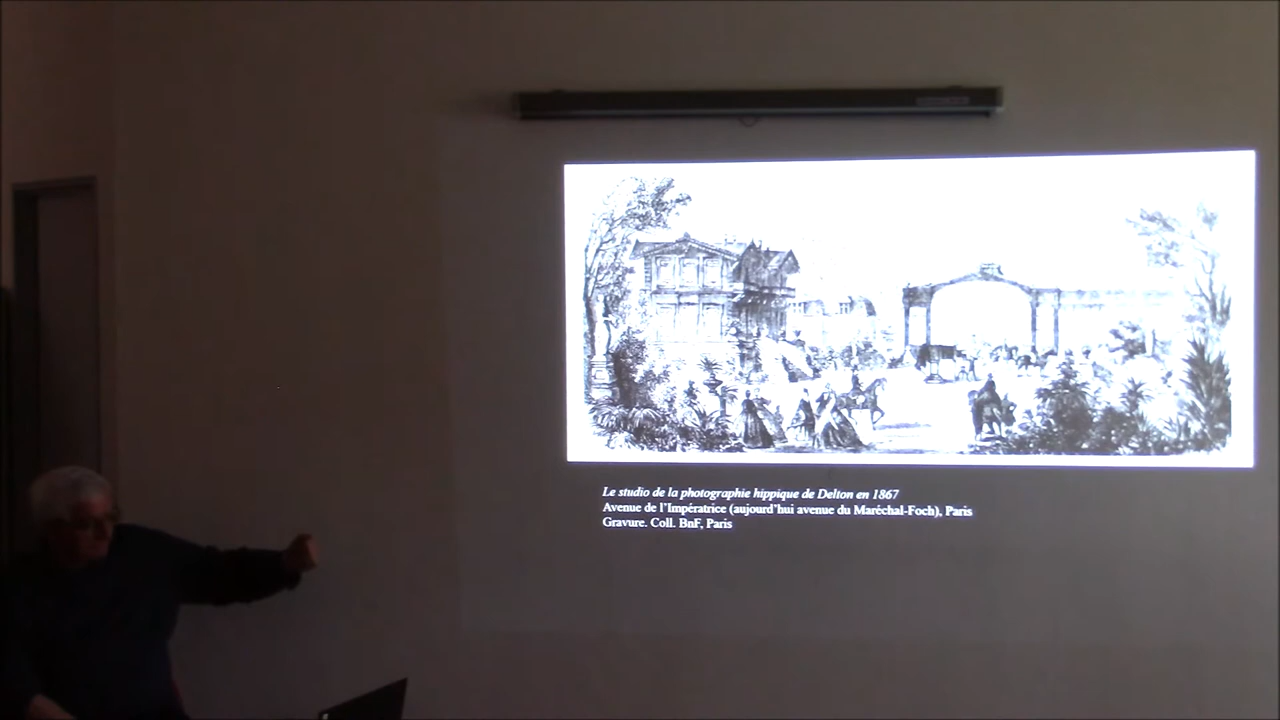 Le studio de la photographie hippique de Delton en 1867
Avenue de l'Impératrice (aujourd'hui avenue du Maréchal-Foch), Paris
Gravure. Coll. BnF, Paris